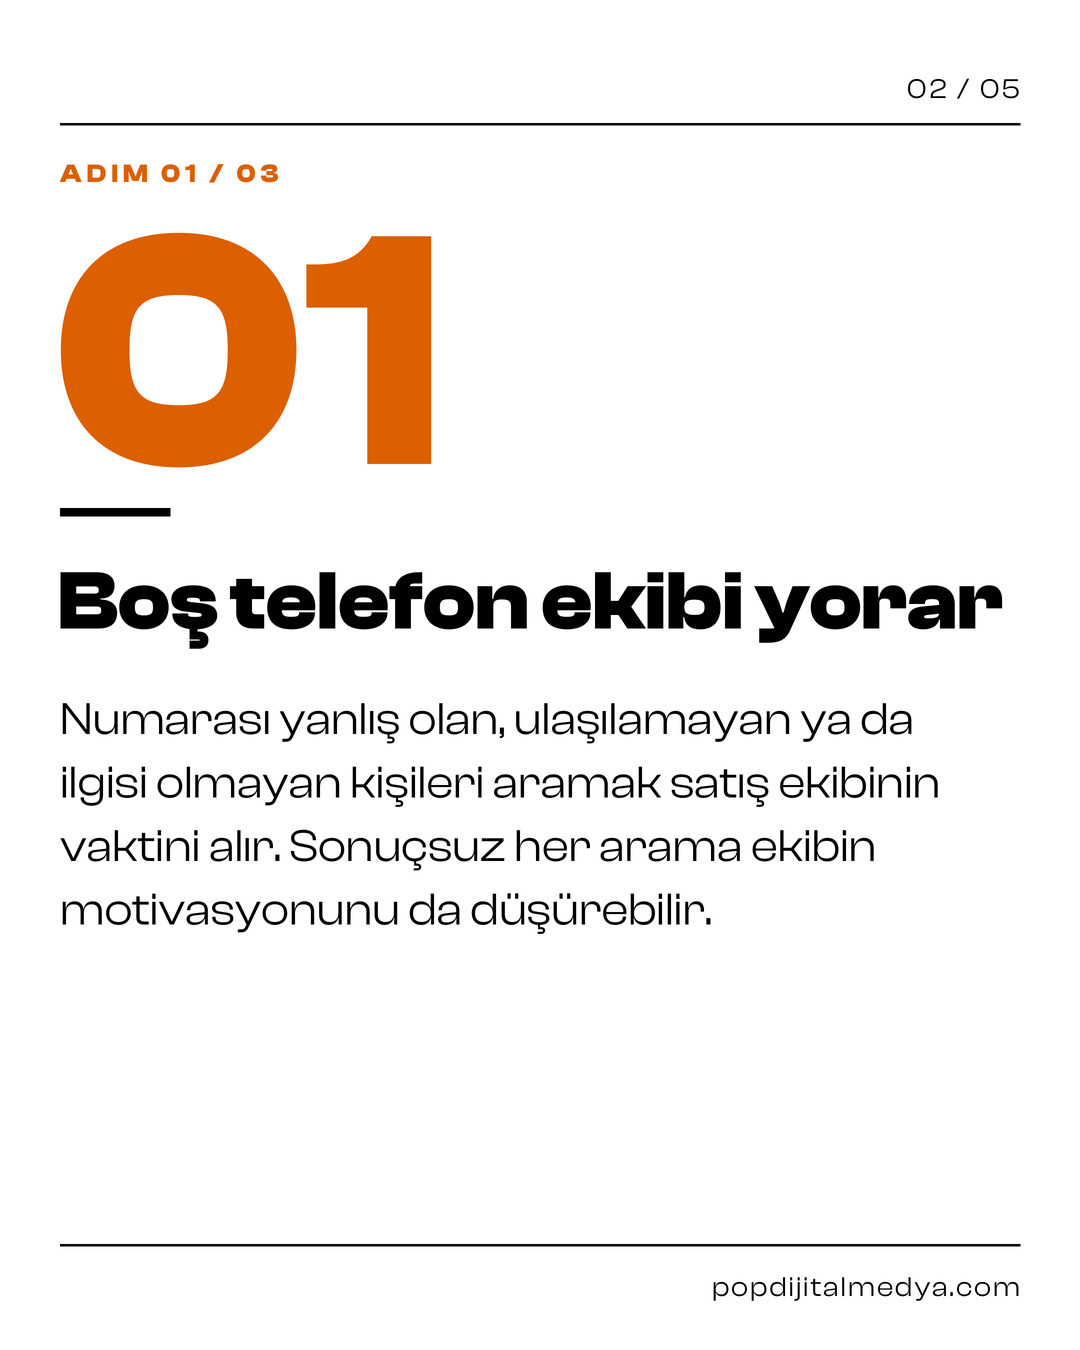 02 / 05
ADIM 01 / 03
01
Boş telefon ekibi yorar
Numarası yanlış olan, ulaşılamayan ya da
ilgisi olmayan kişileri aramak satış ekibinin
vaktini alır. Sonuçsuz her arama ekibin
motivasyonunu da düşürebilir.
popdijitalmedya.com